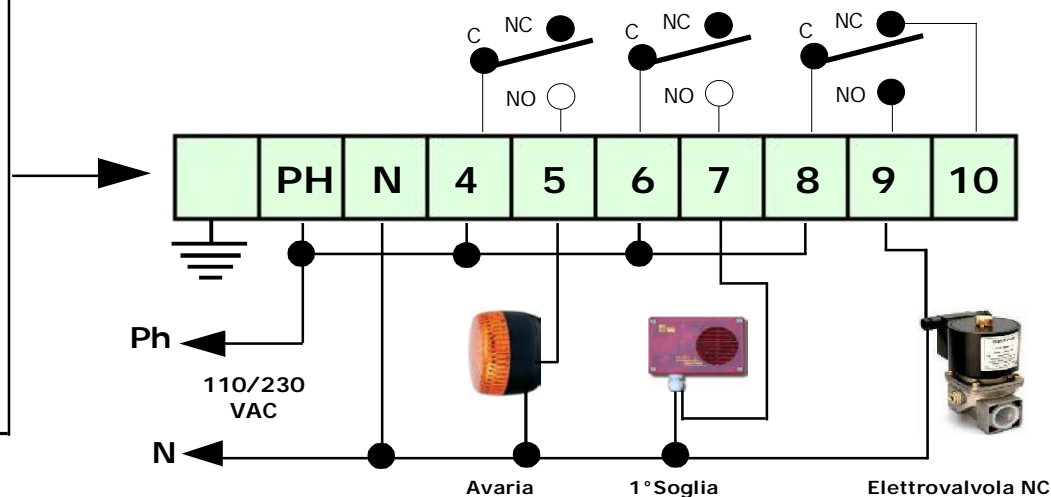 C NC C NC C NC
NO NO NO
PH N 4 5 6 7 8 9 10
Ph
110/230
VAC
N
Avaria 1°Soglia Elettrovalvola NC